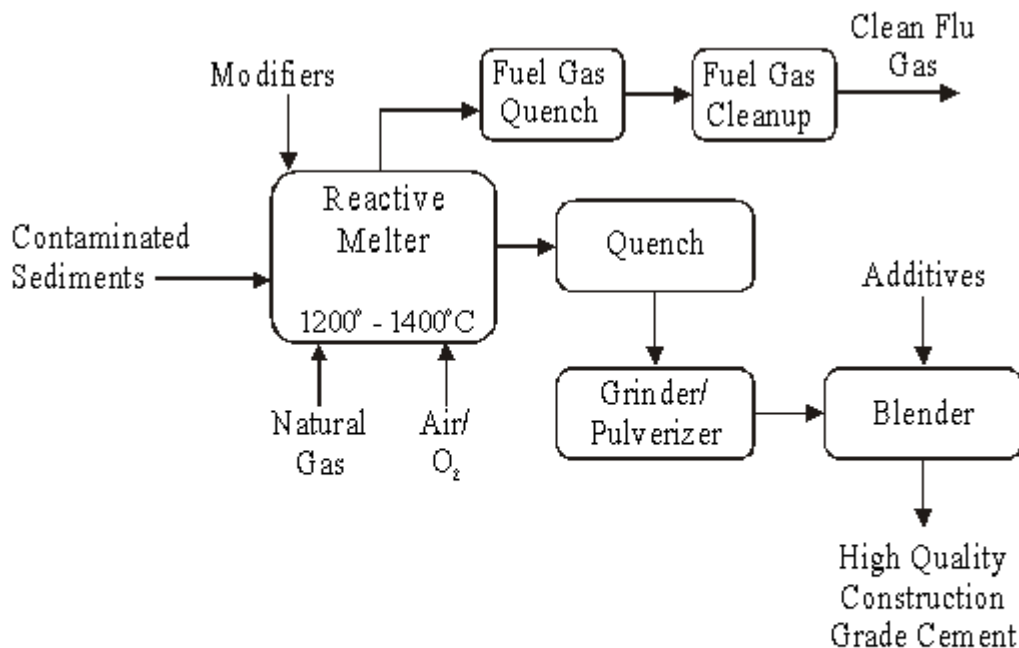 Clean Flu
Gas
Modifiers
Fuel Gas
Quench
Fuel Gas
Cleanup
Reactive
Melter
1200° - 1400°C
Contaminated
Sediments
Quench
Additives
Natural
Gas
Air/
O₂
Grinder/
Pulverizer
Blender
High Quality
Construction
Grade Cement